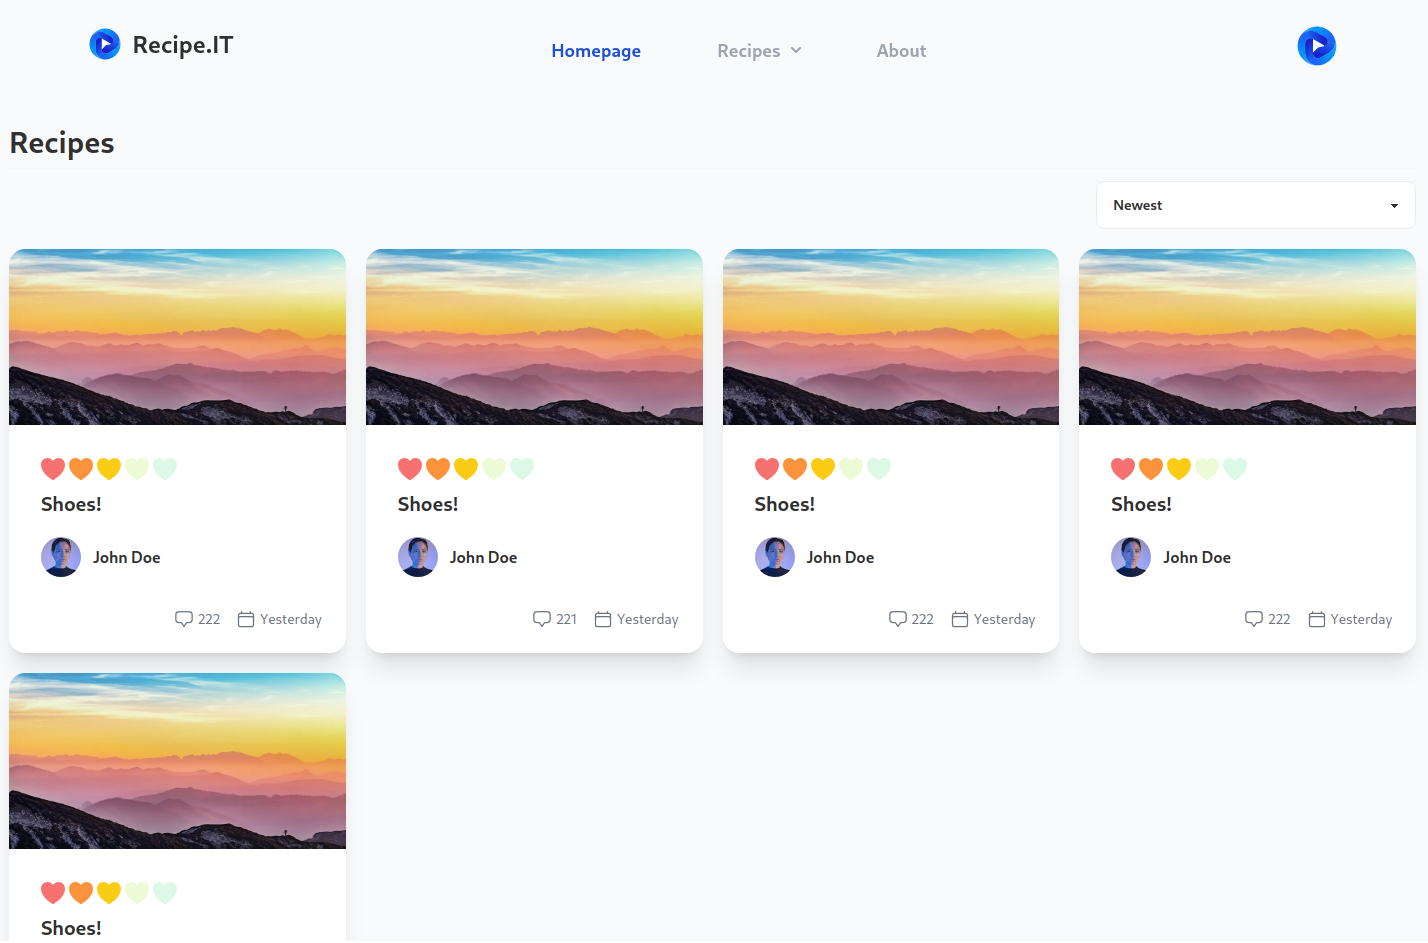 Recipe.IT
Homepage
Recipes
About
Recipes
Newest
Shoes!
John Doe
222
Yesterday
Shoes!
John Doe
221
Yesterday
Shoes!
John Doe
222
Yesterday
Shoes!
John Doe
222
Yesterday
Shoes!